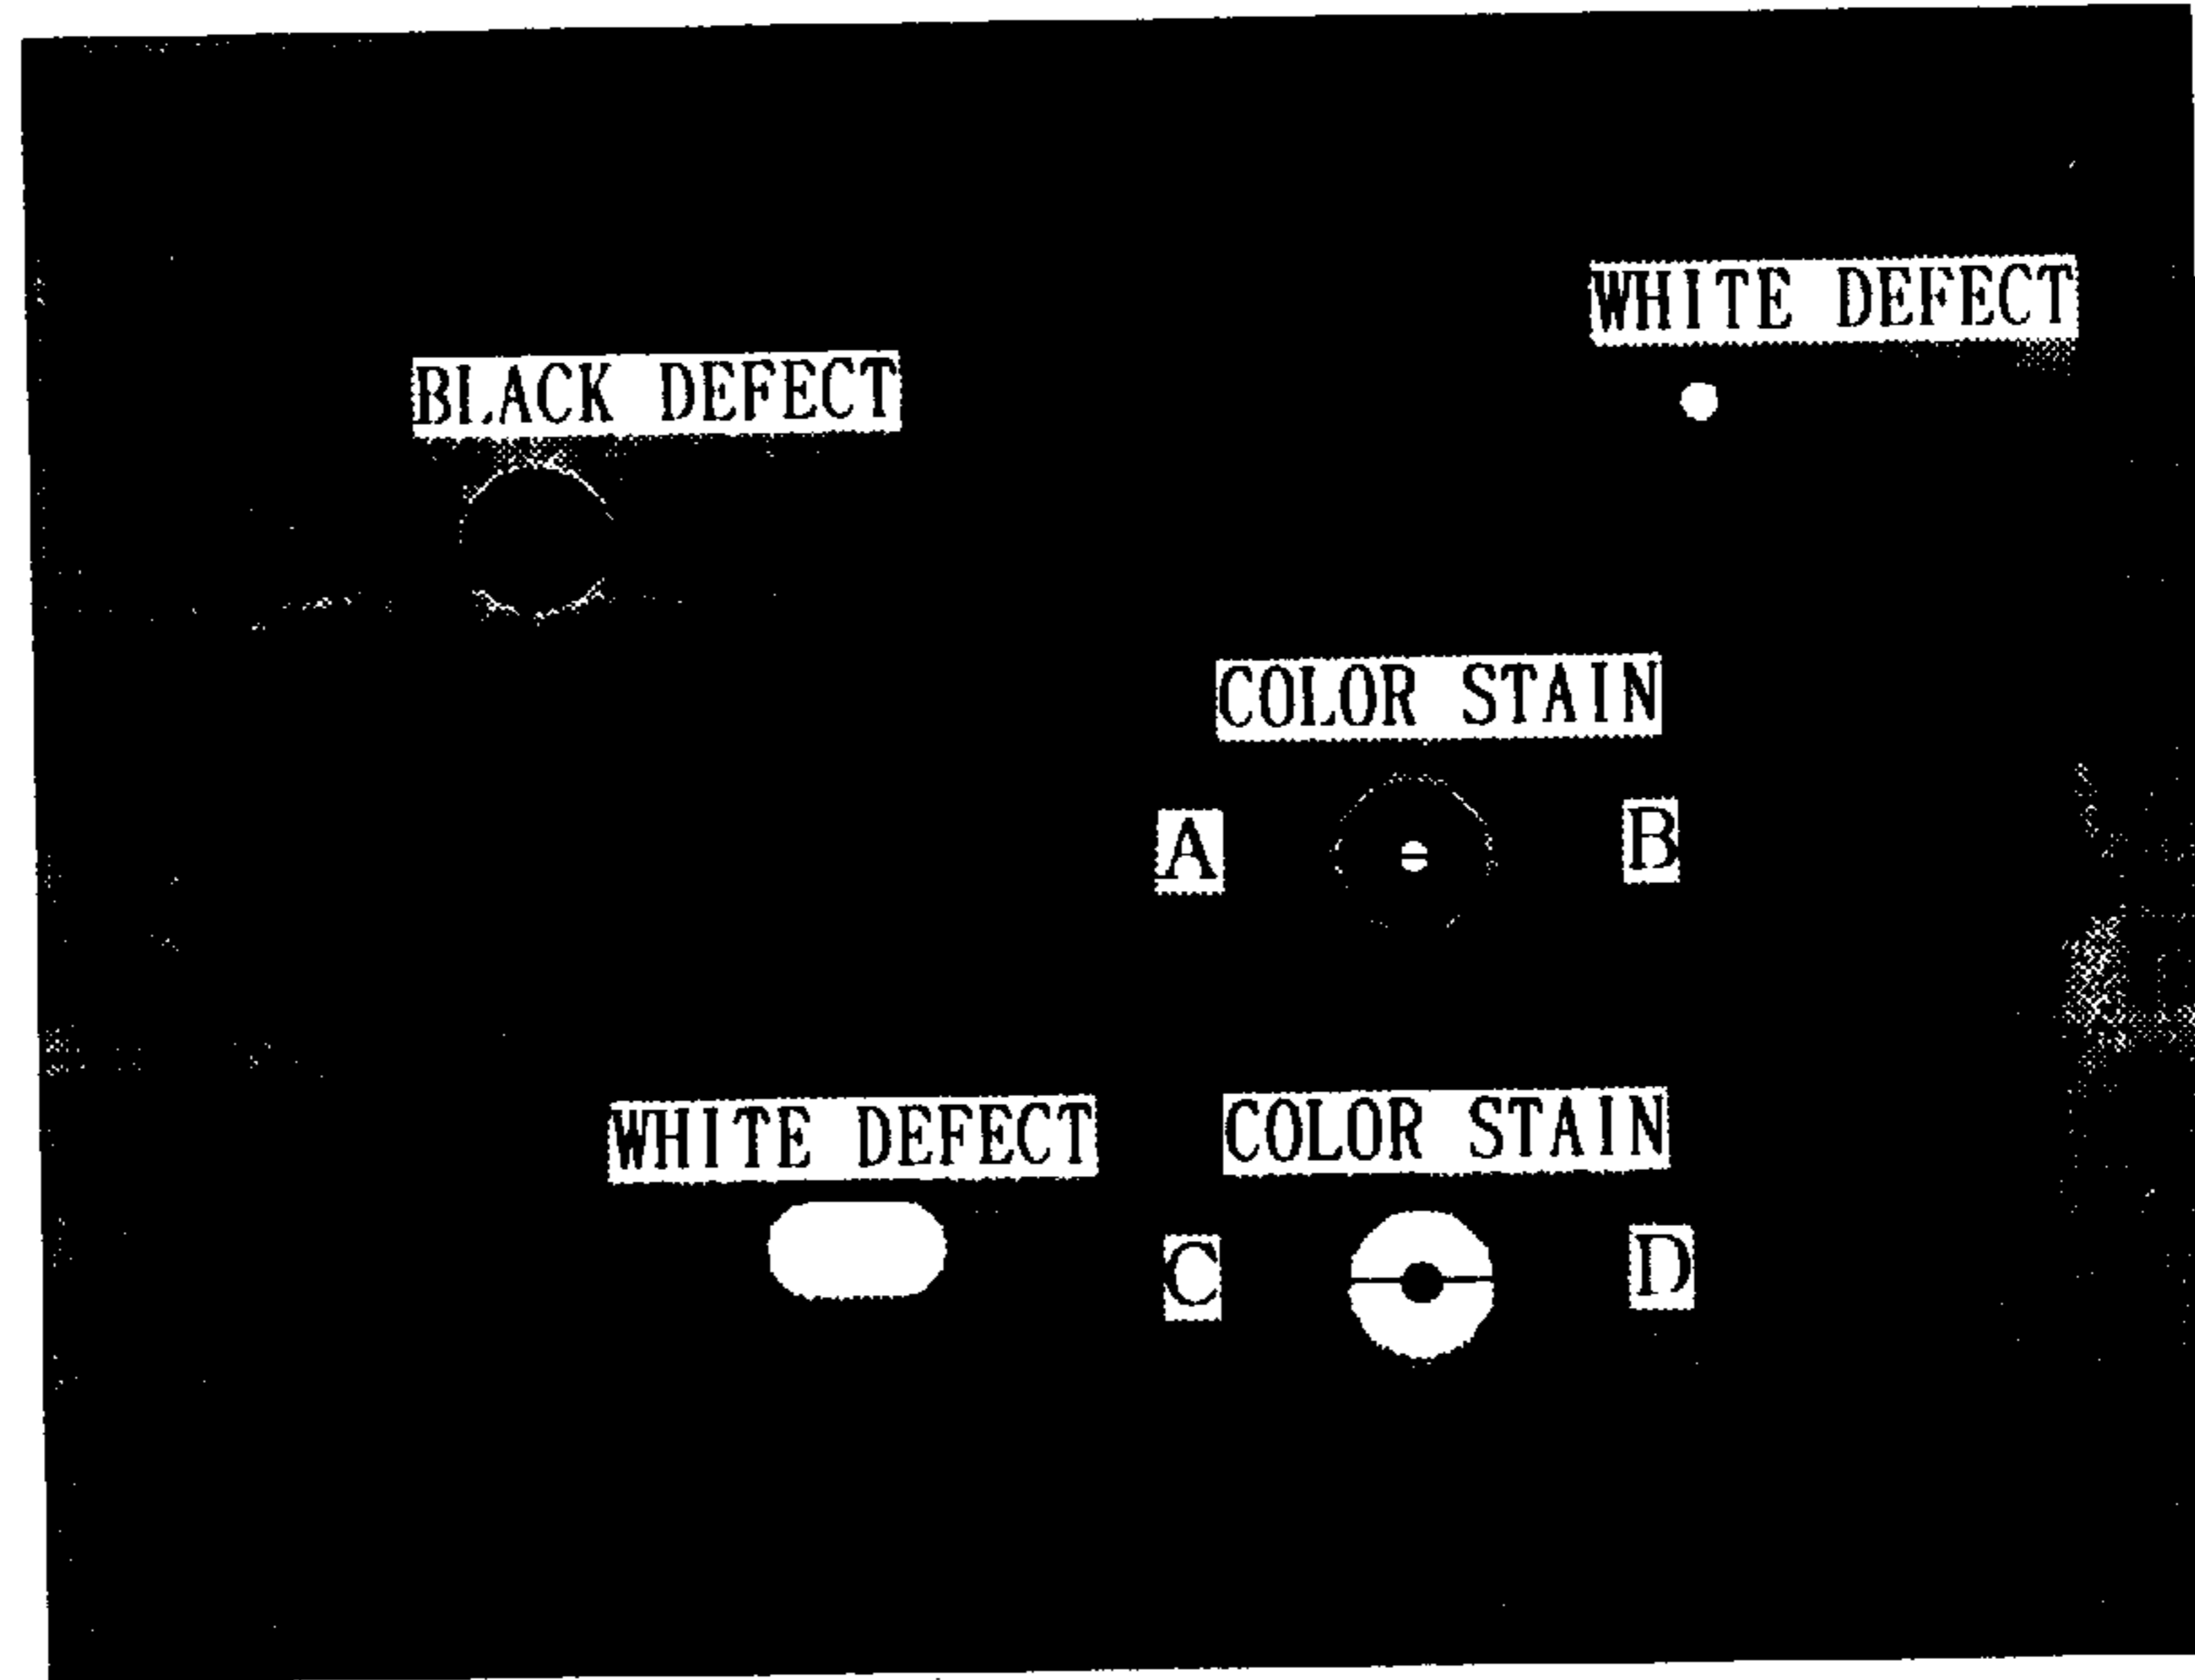 WHITE DEFECT
BLACK DEFECT
COLOR STAIN
A
B
WHITE DEFECT
COLOR STAIN
C
D